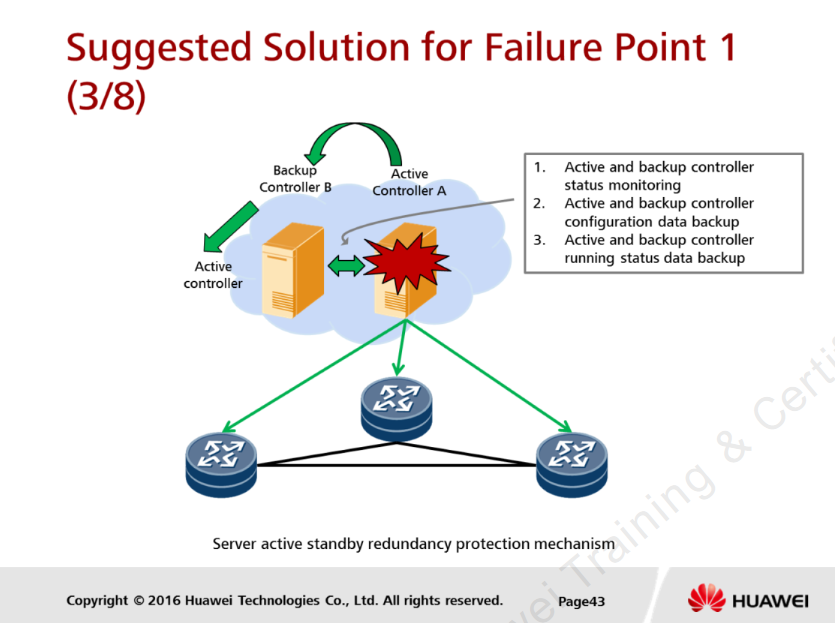 Suggested Solution for Failure Point 1
(3/8)
Backup
Controller B
Active
Controller A
1. Active and backup controller
status monitoring
2. Active and backup controller
configuration data backup
3. Active and backup controller
running status data backup
Active
controller
Server active standby redundancy protection mechanism
Copyright © 2016 Huawei Technologies Co., Ltd. All rights reserved.
Page43
HUAWEI
Training & Certi